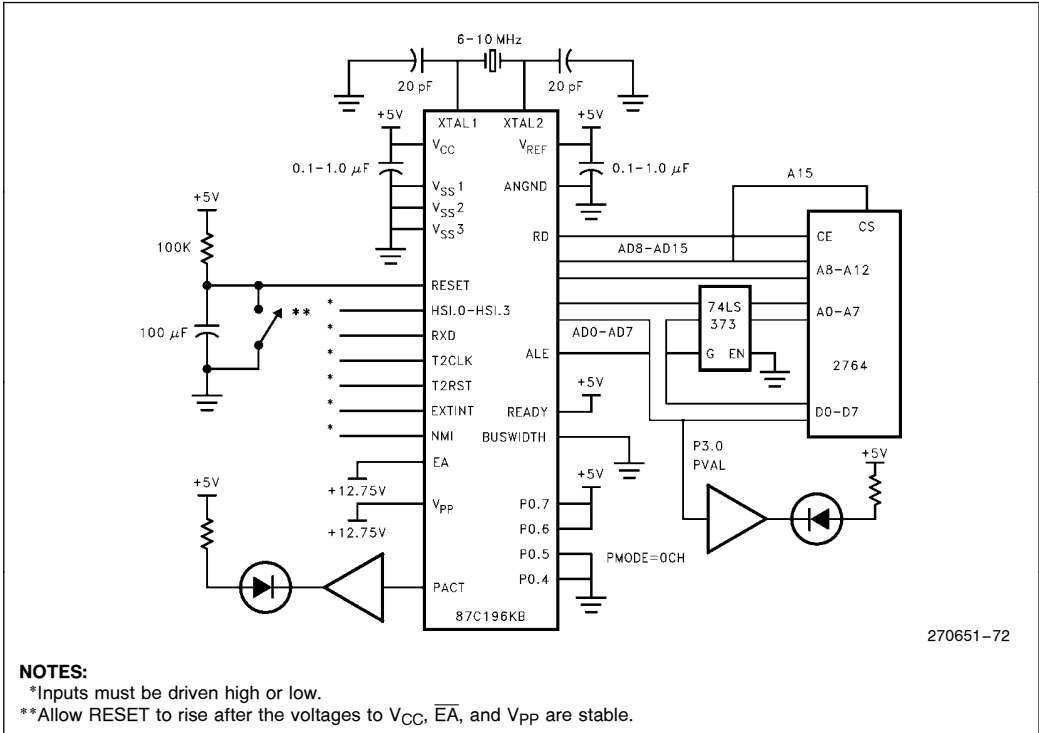 6–10 MHz
20 pF
20 pF
XTAL1 XTAL2
+5V
+5V
VCC
VREF
0.1–1.0 μF
0.1–1.0 μF
VSS1
ANGND
VSS2
VSS3
A15
+5V
100K
RD
AD8–AD15
CE
CS
A8–A12
RESET
**
100 μF
* HSI.0–HSI.3
* RXD
* T2CLK
* T2RST
* EXTINT
* NMI
74LS
373
A0–A7
AD0–AD7
ALE
G EN
2764
+5V
READY
D0–D7
BUSWIDTH
P3.0
PVAL
+5V
EA
+12.75V
VPP
+12.75V
+5V
+5V
P0.7
P0.6
P0.5
PMODE=0CH
P0.4
PACT
87C196KB
270651–72
NOTES:
*Inputs must be driven high or low.
**Allow RESET to rise after the voltages to VCC, EA, and VPP are stable.